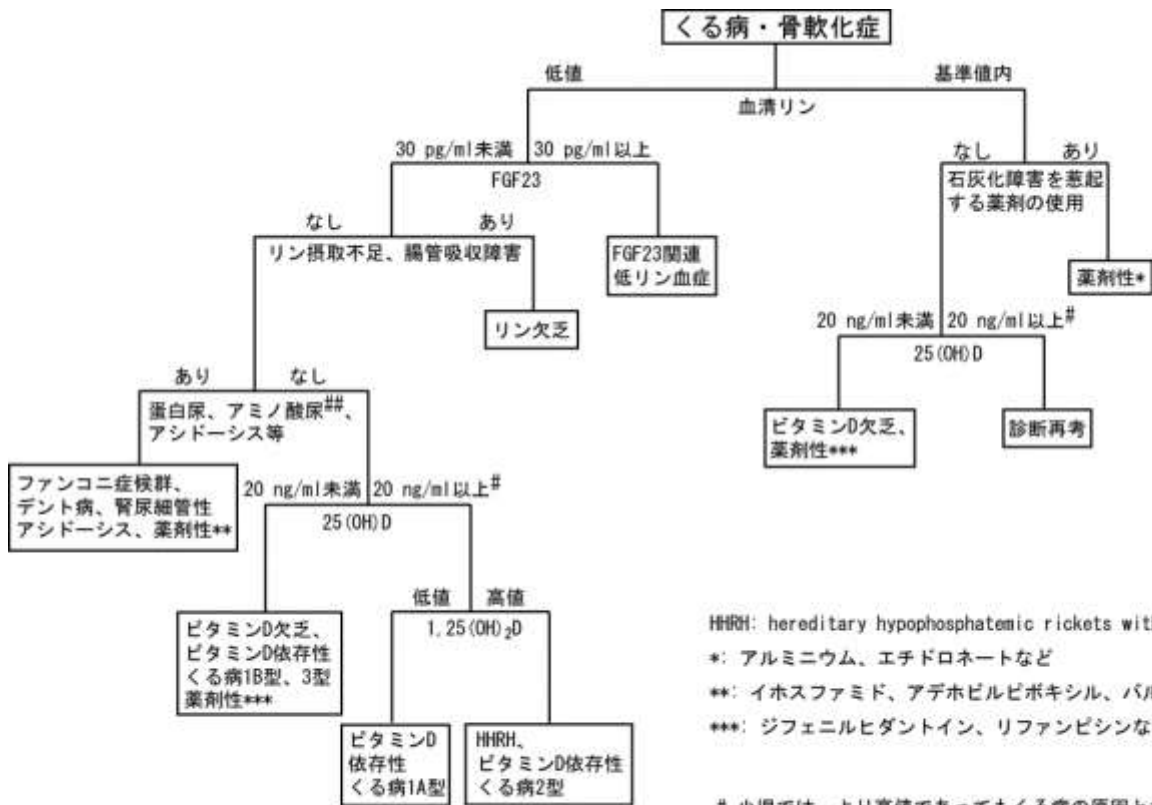 くる病・骨軟化症
低値
基準値内
血清リン
30 pg/ml未満
30 pg/ml以上
FGF23
なし
あり
石灰化障害を惹起
する薬剤の使用
なし
あり
リン摂取不足、腸管吸収障害
FGF23関連
低リン血症
薬剤性*
リン欠乏
20 ng/ml未満
20 ng/ml以上#
25(OH)D
あり
なし
蛋白尿、アミノ酸尿##、
アシドーシス等
ビタミンD欠乏、
薬剤性***
診断再考
ファンコニ症候群、
デント病、腎尿細管性
アシドーシス、薬剤性**
20 ng/ml未満
20 ng/ml以上#
25(OH)D
低値
高値
1,25(OH)2D
ビタミンD欠乏、
ビタミンD依存性
くる病1B型、3型
薬剤性***
ビタミンD
依存性
くる病1A型
HHRH、
ビタミンD依存性
くる病2型
HHRH: hereditary hypophosphatemic rickets
*: アルミニウム、エチドロネートなど
**: イホスファミド、アデホビルピボキシル、
***: ジフェニルヒダントイン、リファンピシン